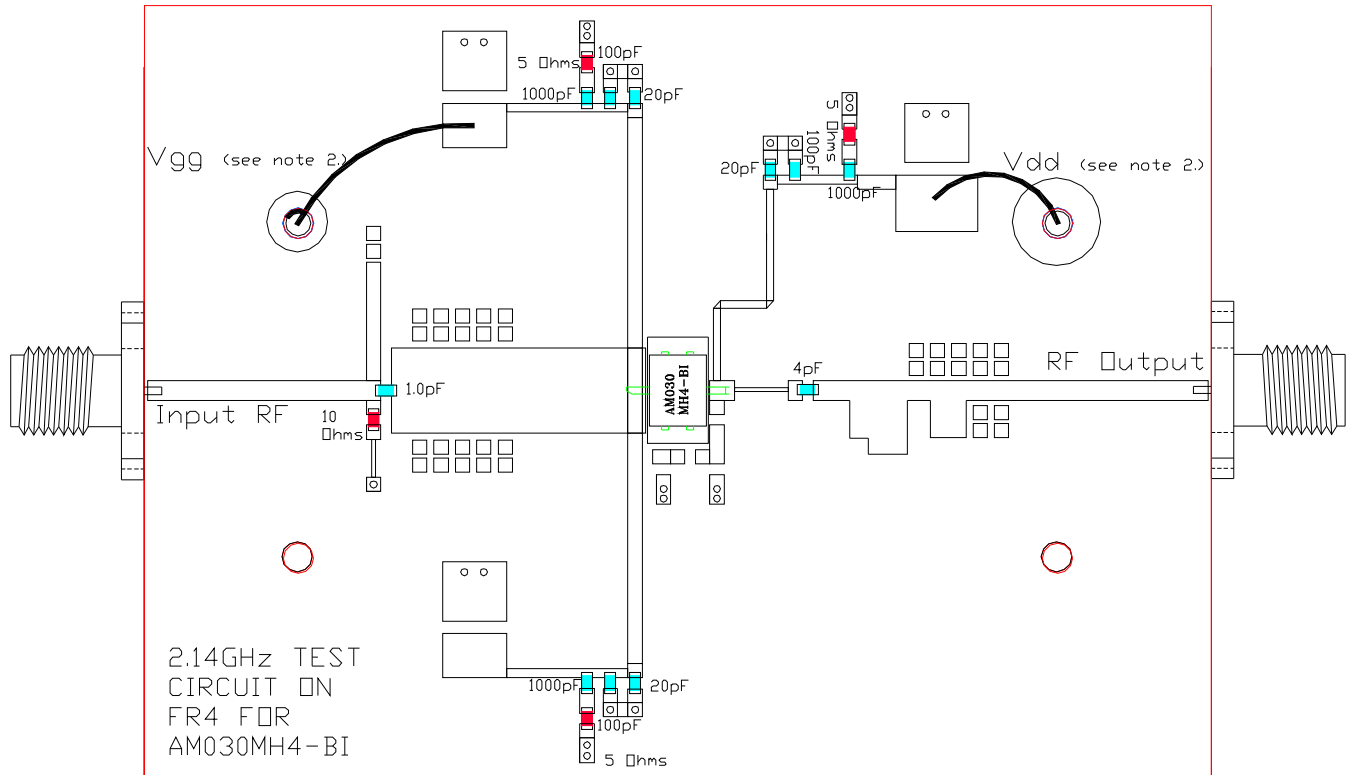 100pF
5 Ohms
1000pF
20pF
5 Ohms
100pF
Vgg (see note 2.)
20pF
Vdd (see note 2.)
1000pF
RF Output
4pF
AM030
MH4-BI
1.0pF
Input RF
10
Ohms
2.14GHz TEST
CIRCUIT ON
FR4 FOR
AM030MH4-BI
1000pF
20pF
100pF
5 Ohms